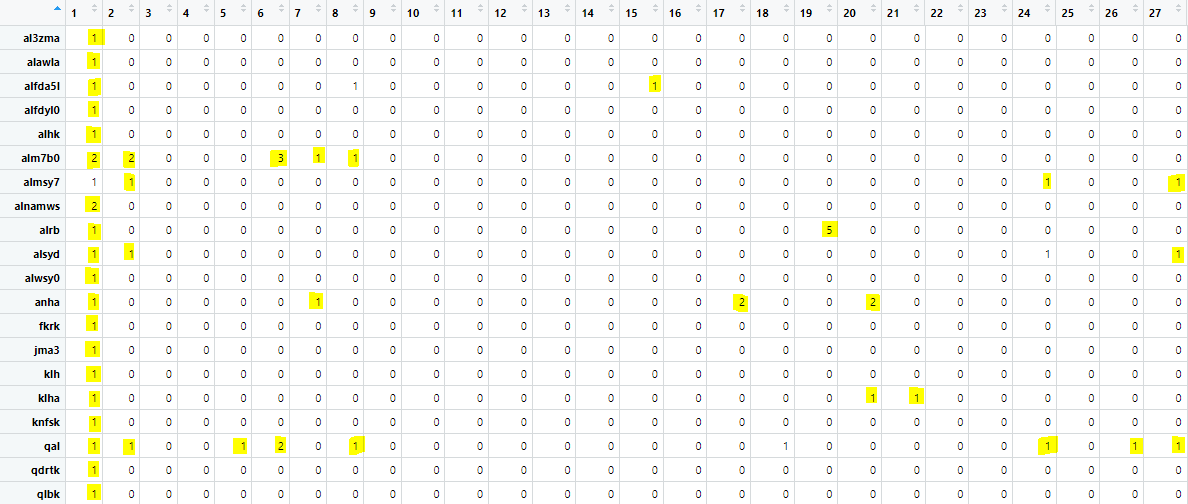 1 2 3 4 5 6 7 8 9 10 11 12 13 14 15 16 17 18 19 20 21 22 23 24 25 26 27
al3zma 1 0 0 0 0 0 0 0 0 0 0 0 0 0 0 0 0 0 0 0 0 0 0 0 0 0 0
alawla 1 0 0 0 0 0 0 0 0 0 0 0 0 0 0 0 0 0 0 0 0 0 0 0 0 0 0
alfda5l 1 0 0 0 0 0 0 1 0 0 0 0 0 0 1 0 0 0 0 0 0 0 0 0 0 0 0
alfdyl0 1 0 0 0 0 0 0 0 0 0 0 0 0 0 0 0 0 0 0 0 0 0 0 0 0 0 0
alhk 1 0 0 0 0 0 0 0 0 0 0 0 0 0 0 0 0 0 0 0 0 0 0 0 0 0 0
alm7b0 2 2 0 0 0 3 1 1 0 0 0 0 0 0 0 0 0 0 0 0 0 0 0 0 0 0 0
almsy7 1 1 0 0 0 0 0 0 0 0 0 0 0 0 0 0 0 0 0 0 0 0 0 1 0 0 1
alnamws 2 0 0 0 0 0 0 0 0 0 0 0 0 0 0 0 0 0 0 0 0 0 0 0 0 0 0
alrb 1 0 0 0 0 0 0 0 0 0 0 0 0 0 0 0 0 0 5 0 0 0 0 0 0 0 0
alsyd 1 1 0 0 0 0 0 0 0 0 0 0 0 0 0 0 0 0 0 0 0 0 0 1 0 0 1
alwsy0 1 0 0 0 0 0 0 0 0 0 0 0 0 0 0 0 0 0 0 0 0 0 0 0 0 0 0
anha 1 0 0 0 0 0 1 0 0 0 0 0 0 0 0 0 2 0 0 2 0 0 0 0 0 0 0
fkrk 1 0 0 0 0 0 0 0 0 0 0 0 0 0 0 0 0 0 0 0 0 0 0 0 0 0 0
jma3 1 0 0 0 0 0 0 0 0 0 0 0 0 0 0 0 0 0 0 0 0 0 0 0 0 0 0
klh 1 0 0 0 0 0 0 0 0 0 0 0 0 0 0 0 0 0 0 0 0 0 0 0 0 0 0
klha 1 0 0 0 0 0 0 0 0 0 0 0 0 0 0 0 0 0 0 1 1 0 0 0 0 0 0
knfsk 1 0 0 0 0 0 0 0 0 0 0 0 0 0 0 0 0 0 0 0 0 0 0 0 0 0 0
qal 1 1 0 0 1 2 0 1 0 0 0 0 0 0 0 0 0 1 0 0 0 0 0 1 0 1 1
qdrtk 1 0 0 0 0 0 0 0 0 0 0 0 0 0 0 0 0 0 0 0 0 0 0 0 0 0 0
qlbk 1 0 0 0 0 0 0 0 0 0 0 0 0 0 0 0 0 0 0 0 0 0 0 0 0 0 0